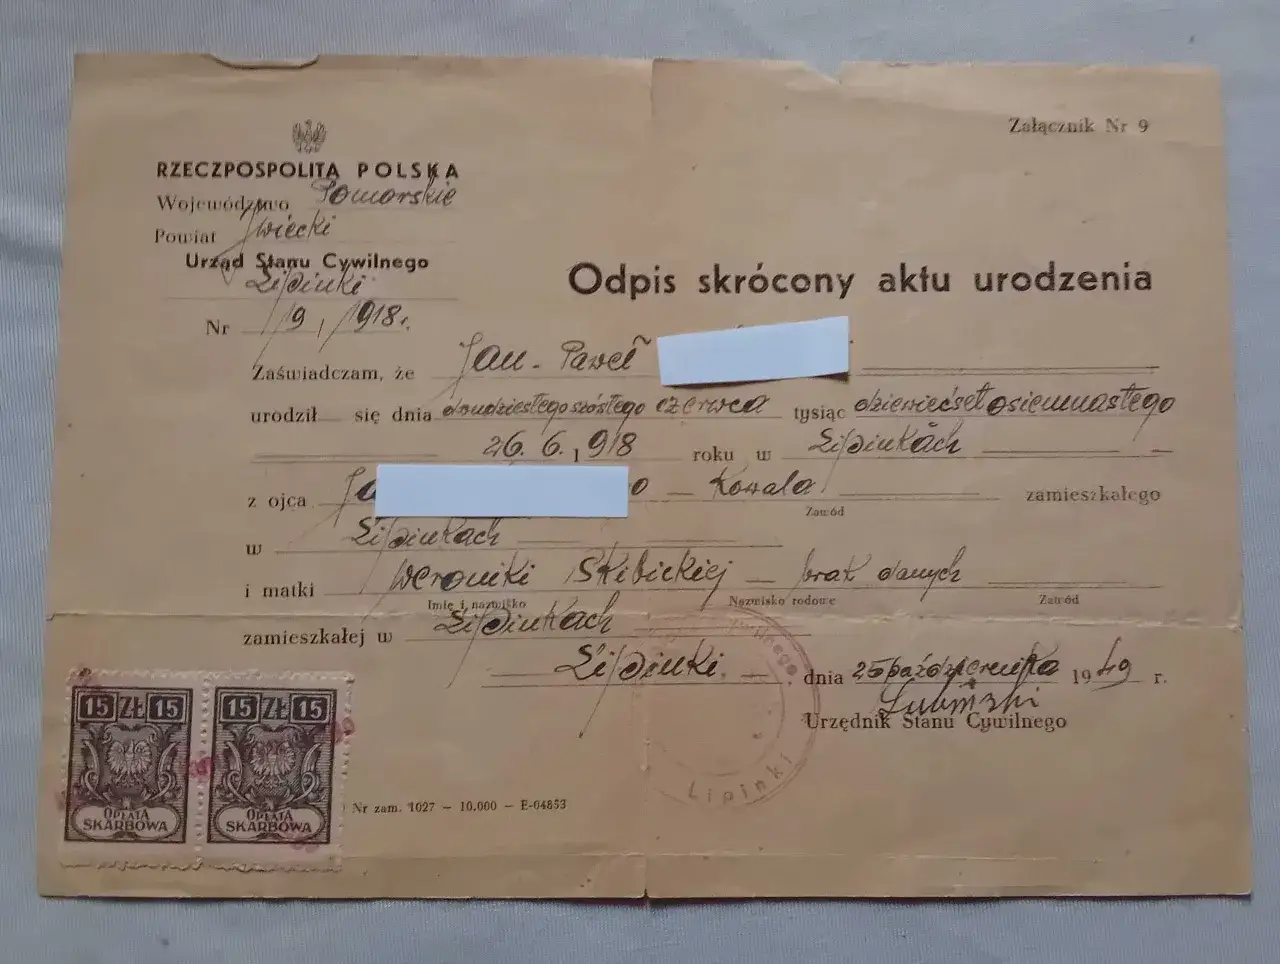 Załącznik Nr 9
RZECZPOSPOLITA POLSKA
Województwo Pomorskie
Powiat Świecki
Urząd Stanu Cywilnego
Lipinki
Nr 19 / 1918 r.
Odpis skrócony aktu urodzenia
Zaświadczam, że Jan - Paweł
urodził się dnia dwudziestego szóstego czerwca tysiąc dziewięćset osiemnastego
26. 6. 1918 roku w Lipinkach
z ojca Ja o — Kowala zamieszkałego
Zawód
w Lipinkach
i matki Weroniki Skibickiej — brak danych
Imię i nazwisko Nazwisko rodowe Zawód
zamieszkałej w Lipinkach
Lipinki. dnia 25 października 1949 r.
Urzędnik Stanu Cywilnego
Lipinki
15 ZŁ 15 15 ZŁ 15
OPŁATA SKARBOWA OPŁATA SKARBOWA
Nr zam. 1027 — 10.000 — E-64853